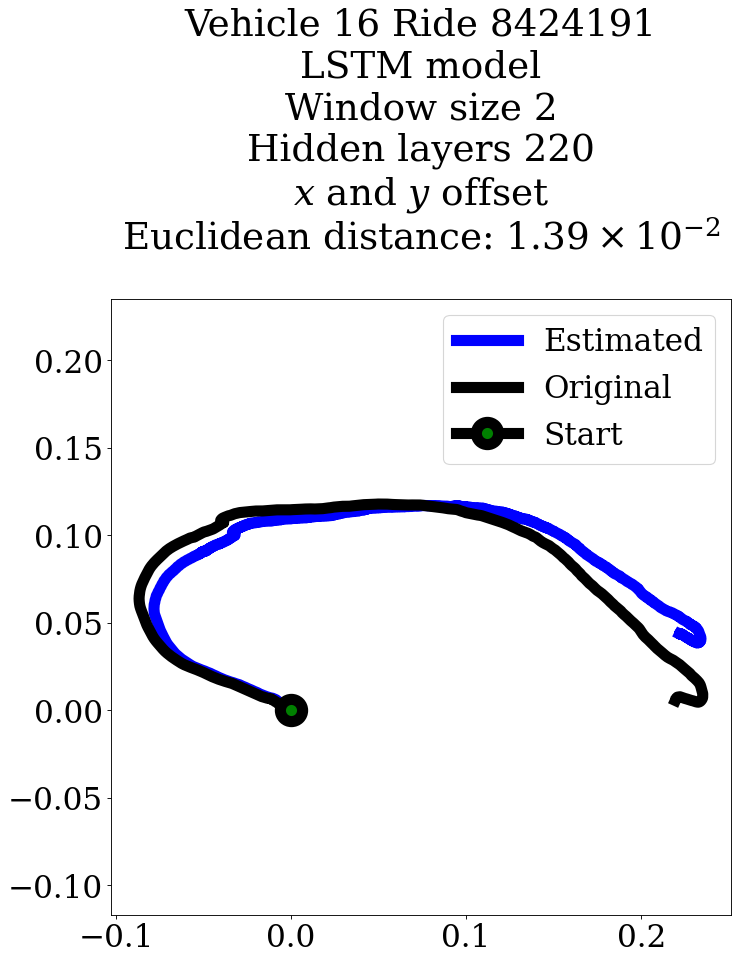 Vehicle 16 Ride 8424191
LSTM model
Window size 2
Hidden layers 220
x and y offset
Euclidean distance: 1.39 × 10⁻²
Estimated
Original
Start
0.20
0.15
0.10
0.05
0.00
−0.05
−0.10
−0.1 0.0 0.1 0.2